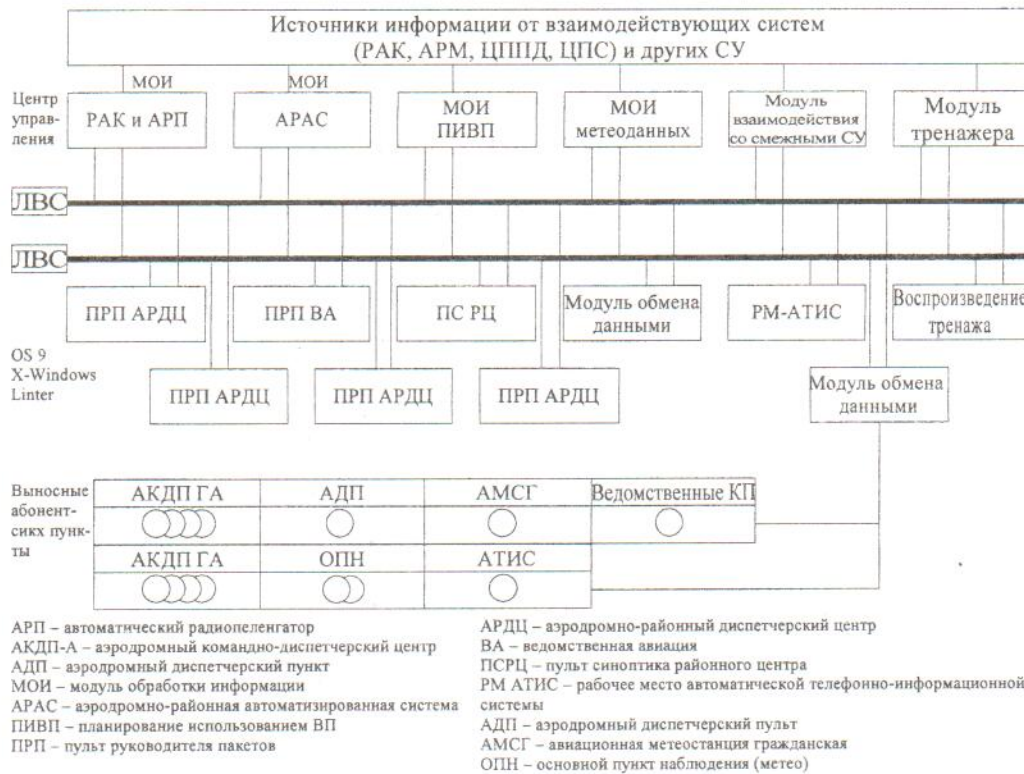 Источники информации от взаимодействующих систем
(РАК, АРМ, ЦППД, ЦПС) и других СУ
Центр
управ-
ления
МОИ
РАК и АРП
МОИ
АРАС
МОИ
ПИВП
МОИ
метеоданных
Модуль
взаимодействия
со смежными СУ
Модуль
тренажера
ЛВС
ЛВС
ПРП АРДЦ
ПРП ВА
ПС РЦ
Модуль обмена
данными
РМ-АТИС
Воспроизведение
тренажа
OS 9
X-Windows
Linter
ПРП АРДЦ
ПРП АРДЦ
ПРП АРДЦ
Модуль обмена
данными
Выносные
абонент-
сикх пунк-
ты
АКДП ГА
АДП
АМСГ
Ведомственные КП
АКДП ГА
ОПН
АТИС
АРП – автоматический радиопеленгатор
АКДП-А – аэродромный командно-диспетчерский центр
АДП – аэродромный диспетчерский пункт
МОИ – модуль обработки информации
АРАС – аэродромно-районная автоматизированная система
ПИВП – планирование использованием ВП
ПРП – пульт руководителя пакетов
АРДЦ – аэродромно-районный диспетчерский центр
ВА – ведомственная авиация
ПСРЦ – пульт синоптика районного центра
РМ АТИС – рабочее место автоматической телефонно-информационной
системы
АДП – аэродромный диспетчерский пульт
АМСГ – авиационная метеостанция гражданская
ОПН – основной пункт наблюдения (метео)